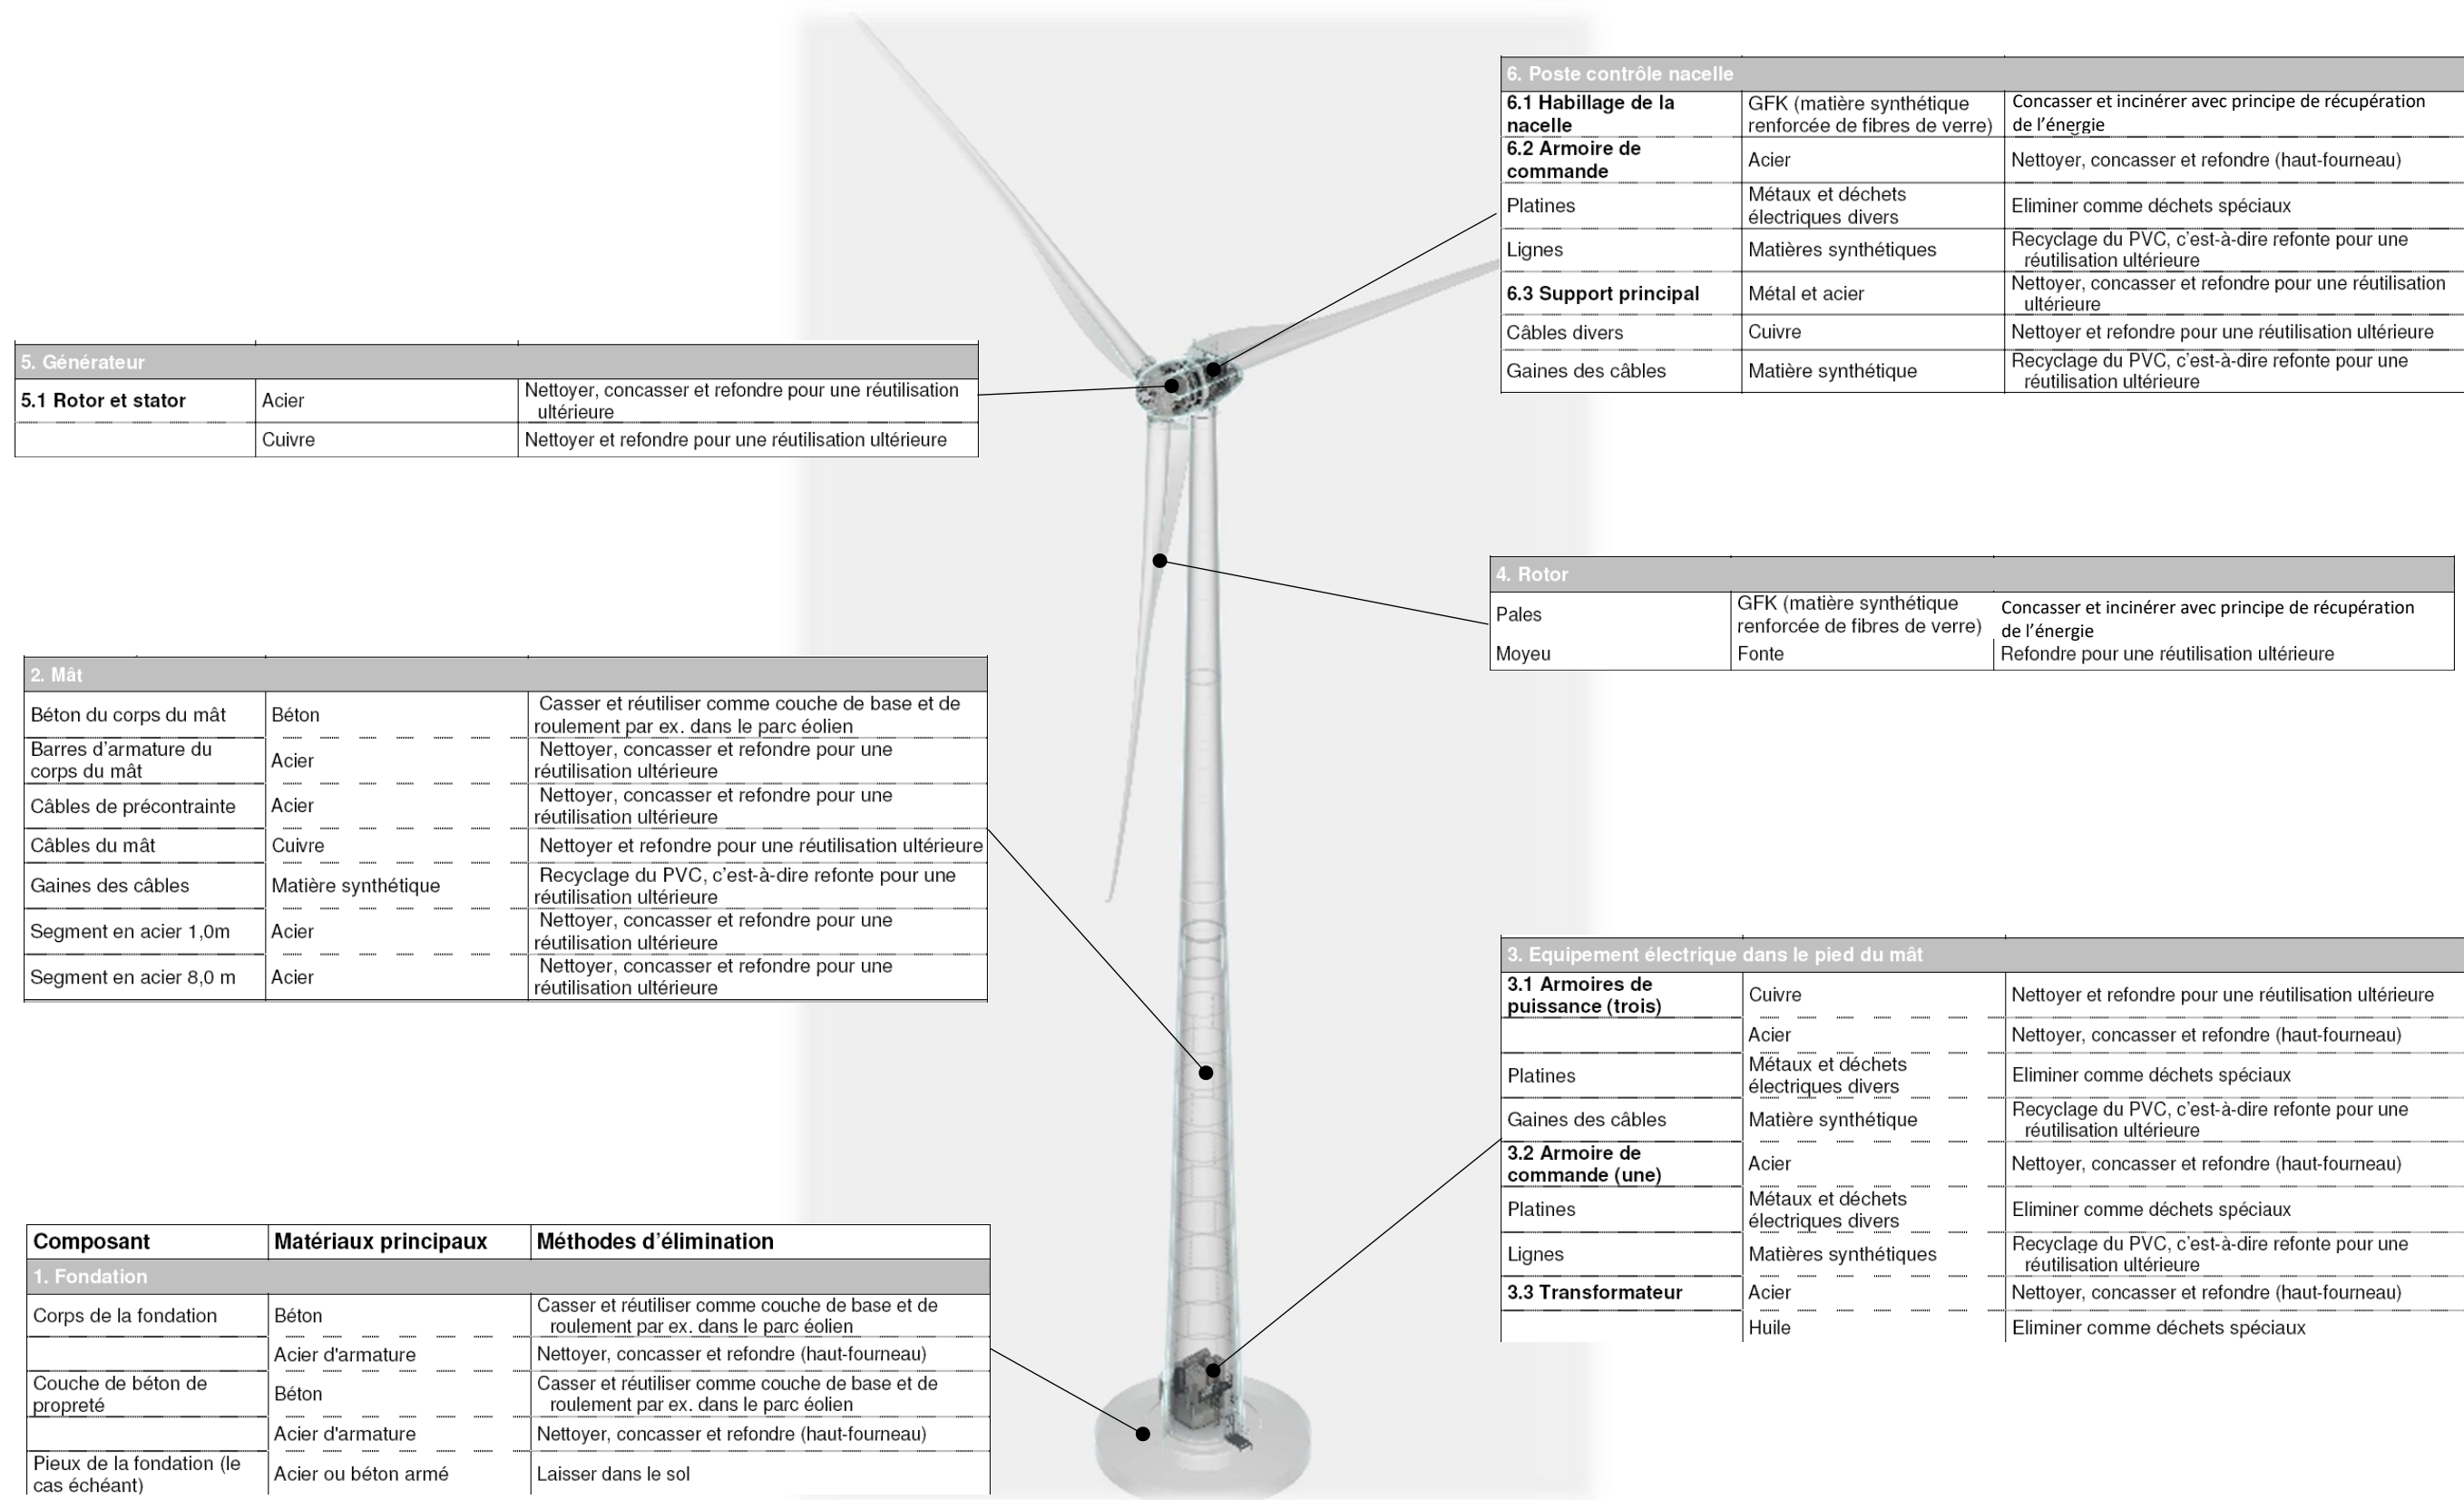 6. Poste contrôle nacelle
6.1 Habillage de la
nacelle
GFK (matière synthétique
renforcée de fibres de verre)
Concasser et incinérer avec principe de récupération
de l’énergie
6.2 Armoire de
commande
Acier
Nettoyer, concasser et refondre (haut-fourneau)
Platines
Métaux et déchets
électriques divers
Eliminer comme déchets spéciaux
Lignes
Matières synthétiques
Recyclage du PVC, c’est-à-dire refonte pour une
réutilisation ultérieure
6.3 Support principal
Métal et acier
Nettoyer, concasser et refondre pour une réutilisation
ultérieure
Câbles divers
Cuivre
Nettoyer et refondre pour une réutilisation ultérieure
Gaines des câbles
Matière synthétique
Recyclage du PVC, c’est-à-dire refonte pour une
réutilisation ultérieure
5. Générateur
5.1 Rotor et stator
Acier
Nettoyer, concasser et refondre pour une réutilisation
ultérieure
Cuivre
Nettoyer et refondre pour une réutilisation ultérieure
4. Rotor
Pales
GFK (matière synthétique
renforcée de fibres de verre)
Concasser et incinérer avec principe de récupération
de l’énergie
Moyeu
Fonte
Refondre pour une réutilisation ultérieure
2. Mât
Béton du corps du mât
Béton
Casser et réutiliser comme couche de base et de
roulement par ex. dans le parc éolien
Barres d’armature du
corps du mât
Acier
Nettoyer, concasser et refondre pour une
réutilisation ultérieure
Câbles de précontrainte
Acier
Nettoyer, concasser et refondre pour une
réutilisation ultérieure
Câbles du mât
Cuivre
Nettoyer et refondre pour une réutilisation ultérieure
Gaines des câbles
Matière synthétique
Recyclage du PVC, c’est-à-dire refonte pour une
réutilisation ultérieure
Segment en acier 1,0m
Acier
Nettoyer, concasser et refondre pour une
réutilisation ultérieure
Segment en acier 8,0 m
Acier
Nettoyer, concasser et refondre pour une
réutilisation ultérieure
3. Equipement électrique dans le pied du mât
3.1 Armoires de
puissance (trois)
Cuivre
Nettoyer et refondre pour une réutilisation ultérieure
Acier
Nettoyer, concasser et refondre (haut-fourneau)
Platines
Métaux et déchets
électriques divers
Eliminer comme déchets spéciaux
Gaines des câbles
Matière synthétique
Recyclage du PVC, c’est-à-dire refonte pour une
réutilisation ultérieure
3.2 Armoire de
commande (une)
Acier
Nettoyer, concasser et refondre (haut-fourneau)
Platines
Métaux et déchets
électriques divers
Eliminer comme déchets spéciaux
Lignes
Matières synthétiques
Recyclage du PVC, c’est-à-dire refonte pour une
réutilisation ultérieure
3.3 Transformateur
Acier
Nettoyer, concasser et refondre (haut-fourneau)
Huile
Eliminer comme déchets spéciaux
Composant
Matériaux principaux
Méthodes d’élimination
1. Fondation
Corps de la fondation
Béton
Casser et réutiliser comme couche de base et de
roulement par ex. dans le parc éolien
Acier d'armature
Nettoyer, concasser et refondre (haut-fourneau)
Couche de béton de
propreté
Béton
Casser et réutiliser comme couche de base et de
roulement par ex. dans le parc éolien
Acier d'armature
Nettoyer, concasser et refondre (haut-fourneau)
Pieux de la fondation (le
cas échéant)
Acier ou béton armé
Laisser dans le sol